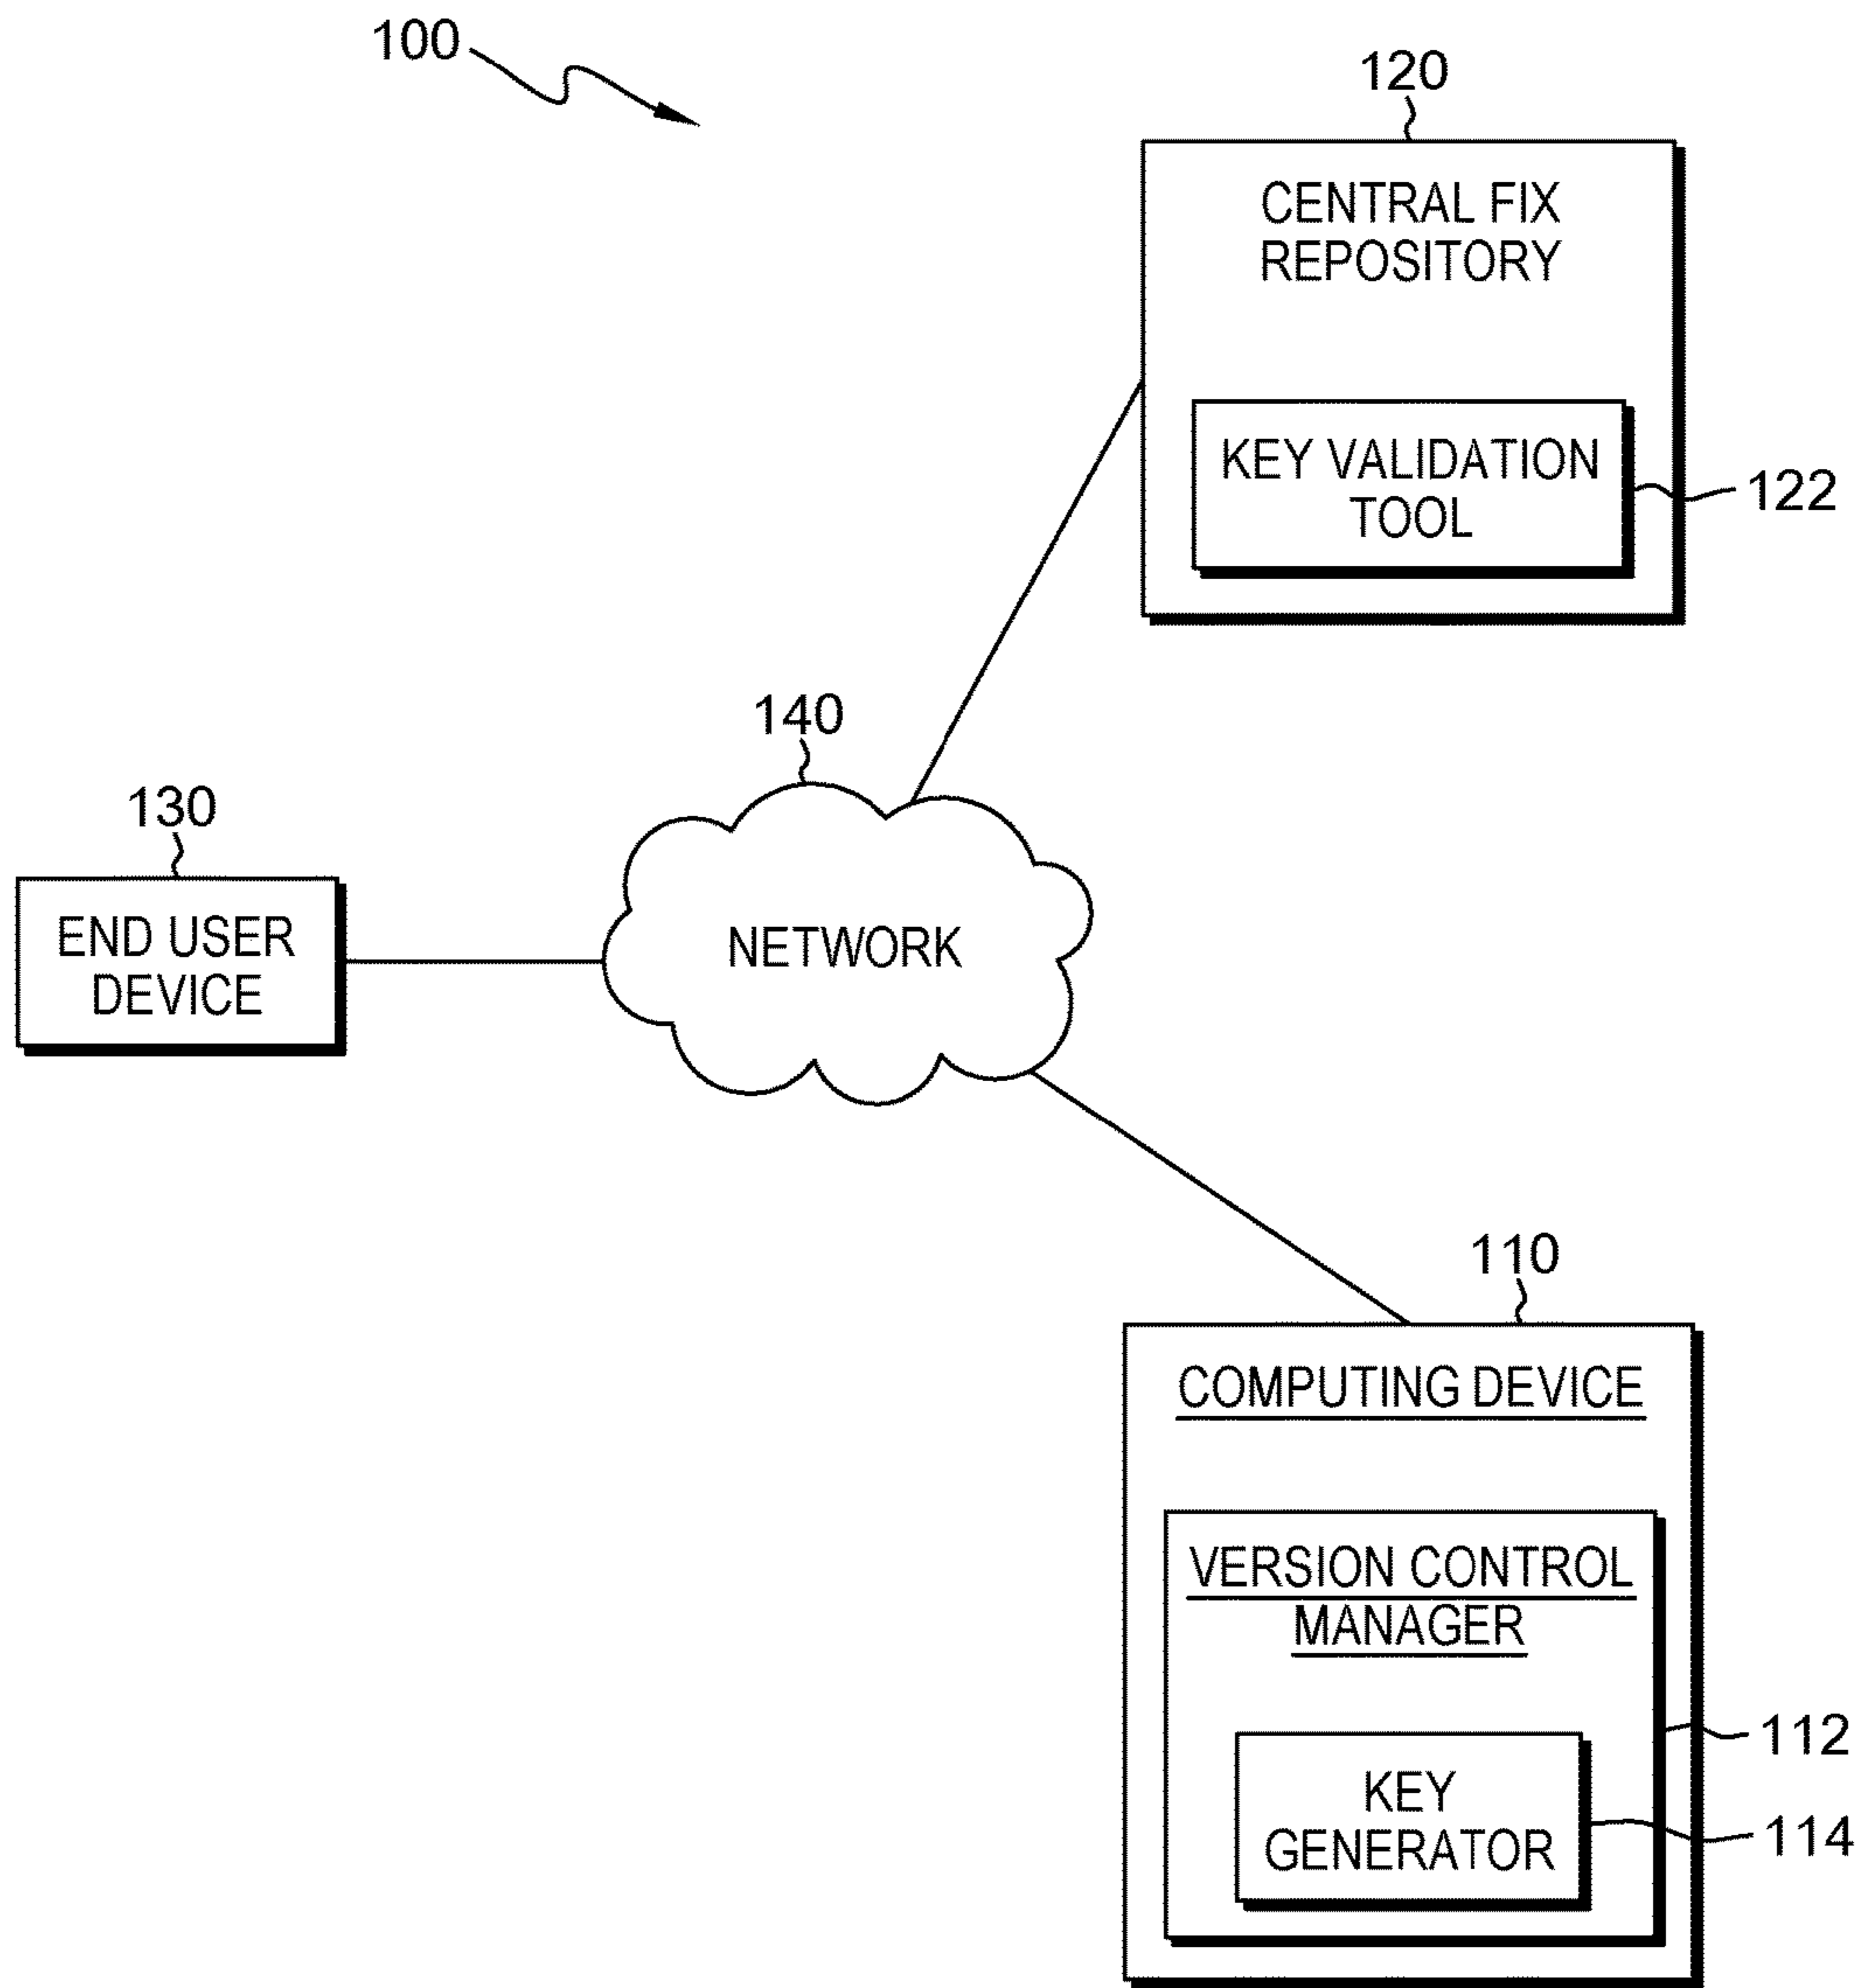 100
120
CENTRAL FIX
REPOSITORY
KEY VALIDATION
TOOL
122
140
130
END USER
DEVICE
NETWORK
110
COMPUTING DEVICE
VERSION CONTROL
MANAGER
112
KEY
GENERATOR
114